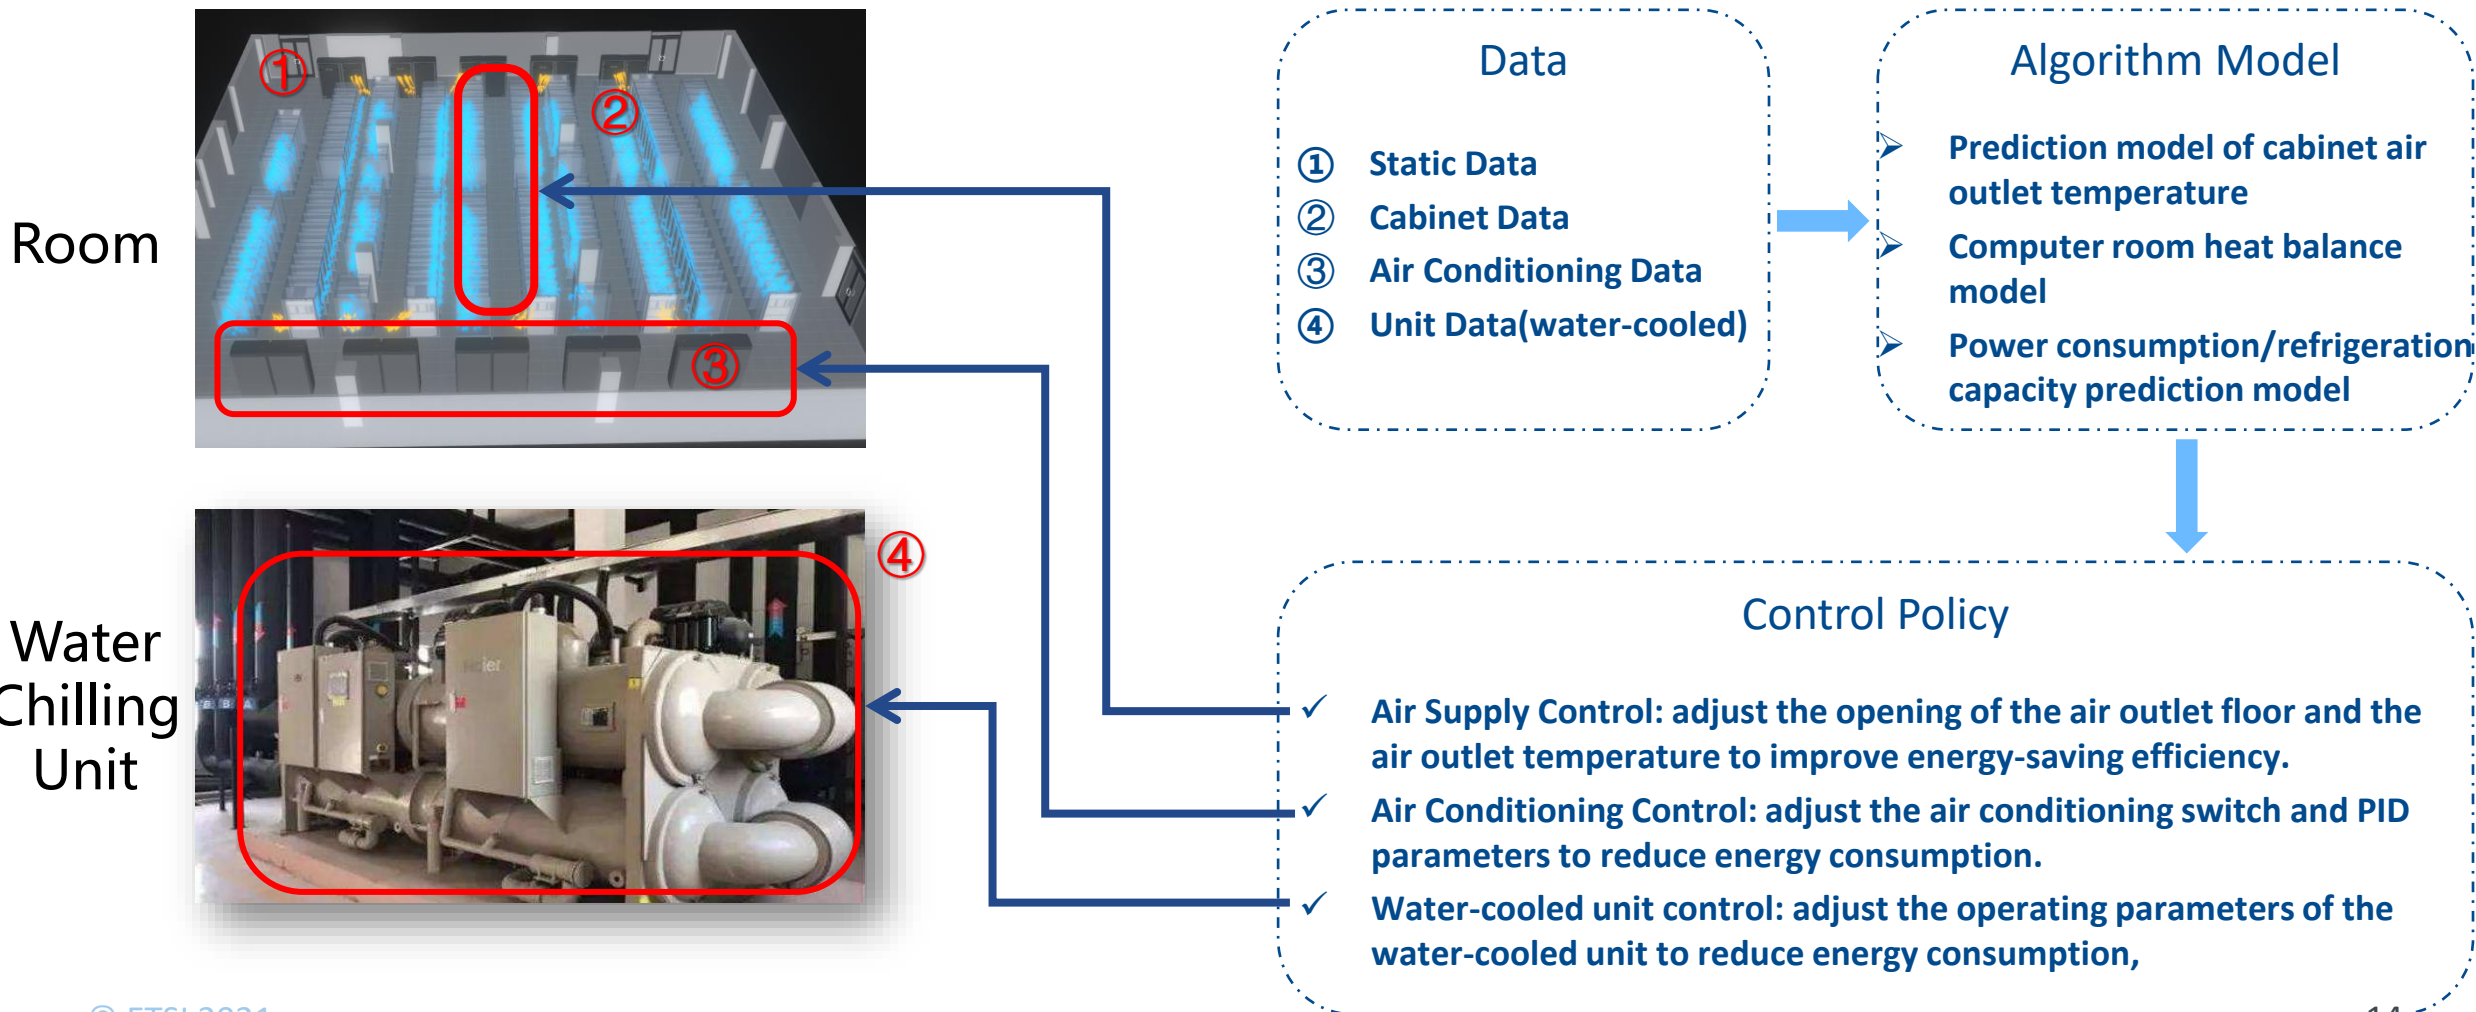 Room
Water
Chilling
Unit
①
②
③
④
Data
① Static Data
② Cabinet Data
③ Air Conditioning Data
④ Unit Data(water-cooled)
Algorithm Model
Prediction model of cabinet air
outlet temperature
Computer room heat balance
model
Power consumption/refrigeration
capacity prediction model
Control Policy
✓ Air Supply Control: adjust the opening of the air outlet floor and the
air outlet temperature to improve energy-saving efficiency.
✓ Air Conditioning Control: adjust the air conditioning switch and PID
parameters to reduce energy consumption.
✓ Water-cooled unit control: adjust the operating parameters of the
water-cooled unit to reduce energy consumption,